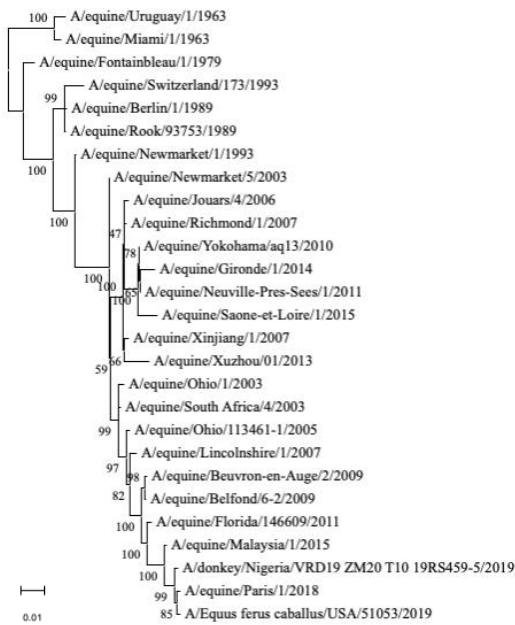 100
A/equine/Uruguay/1/1963
A/equine/Miami/1/1963
A/equine/Fontainbleau/1/1979
A/equine/Switzerland/173/1993
99
A/equine/Berlin/1/1989
A/equine/Rook/93753/1989
A/equine/Newmarket/1/1993
100
A/equine/Newmarket/5/2003
A/equine/Jouars/4/2006
100
A/equine/Richmond/1/2007
47
A/equine/Yokohama/aq13/2010
78
A/equine/Gironde/1/2014
100
100
65
A/equine/Neuville-Pres-Sees/1/2011
100
A/equine/Saone-et-Loire/1/2015
A/equine/Xinjiang/1/2007
66
A/equine/Xuzhou/01/2013
59
A/equine/Ohio/1/2003
A/equine/South Africa/4/2003
99
A/equine/Ohio/113461-1/2005
A/equine/Lincolnshire/1/2007
97
98
A/equine/Beuvron-en-Auge/2/2009
82
A/equine/Belfond/6-2/2009
100
A/equine/Florida/146609/2011
A/equine/Malaysia/1/2015
100
A/donkey/Nigeria/VRD19 ZM20 T10 19RS459-5/2019
100
A/equine/Paris/1/2018
99
A/Equus ferus caballus/USA/51053/2019
85
0.01